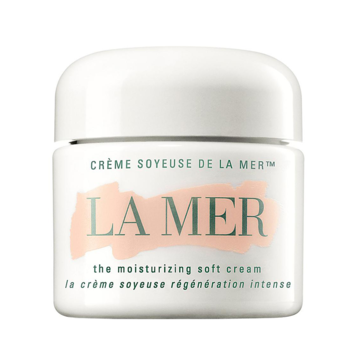 CRÈME SOYEUSE DE LA MER™
LA MER
the moisturizing soft cream
la crème soyeuse régénération intense